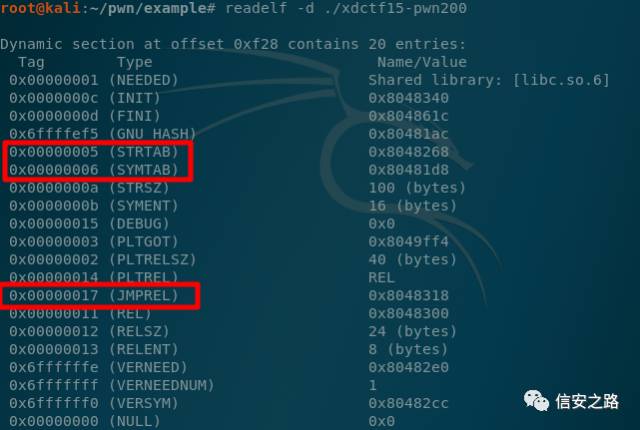 root@kali:~/pwn/example# readelf -d ./xdctf15-pwn200
Dynamic section at offset 0xf28 contains 20 entries:
Tag Type Name/Value
0x00000001 (NEEDED) Shared library: [libc.so.6]
0x0000000c (INIT) 0x8048340
0x0000000d (FINI) 0x804861c
0x6ffffef5 (GNU_HASH) 0x80481ac
0x00000005 (STRTAB) 0x8048268
0x00000006 (SYMTAB) 0x80481d8
0x0000000a (STRSZ) 100 (bytes)
0x0000000b (SYMENT) 16 (bytes)
0x00000015 (DEBUG) 0x0
0x00000003 (PLTGOT) 0x8049ff4
0x00000002 (PLTRELSZ) 40 (bytes)
0x00000014 (PLTREL) REL
0x00000017 (JMPREL) 0x8048318
0x00000011 (REL) 0x8048300
0x00000012 (RELSZ) 24 (bytes)
0x00000013 (RELENT) 8 (bytes)
0x6ffffffe (VERNEED) 0x80482e0
0x6fffffff (VERNEEDNUM) 1
0x6ffffff0 (VERSYM) 0x80482cc
0x00000000 (NULL) 0x0
信安之路